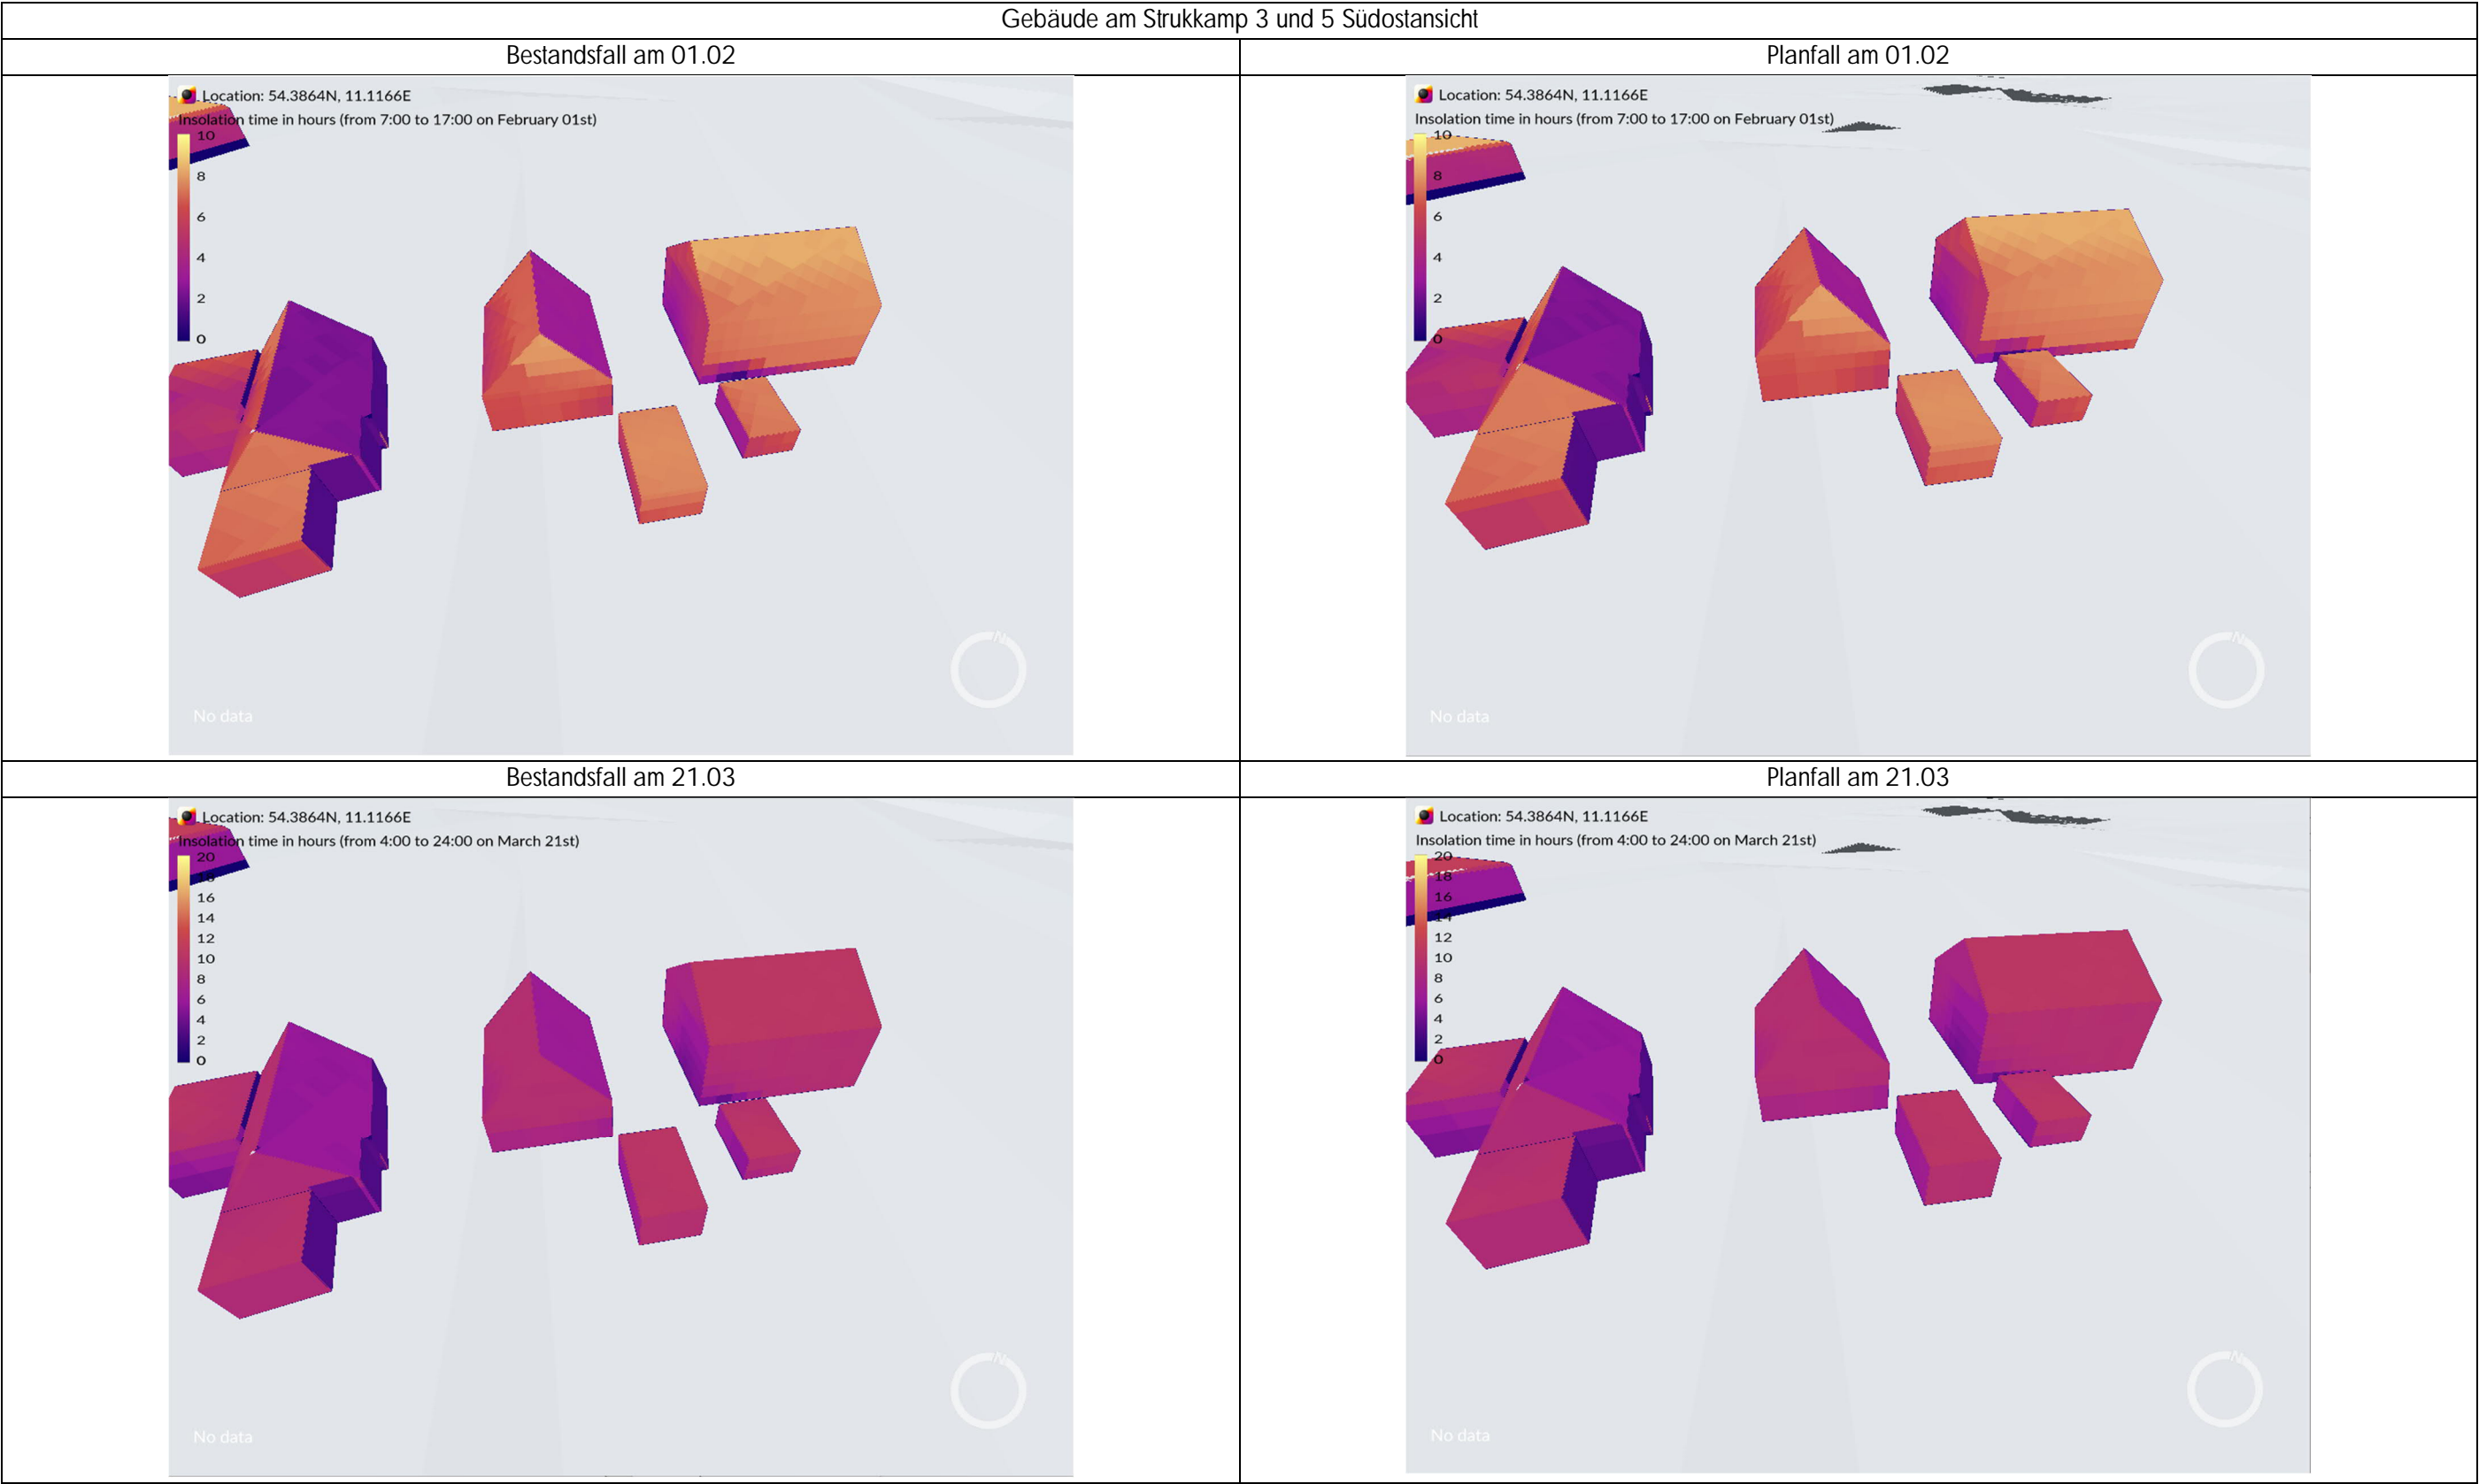 Gebäude am Strukkamp 3 und 5 Südostansicht
Bestandsfall am 01.02
Planfall am 01.02
Location: 54.3864N, 11.1166E
Insolation time in hours (from 7:00 to 17:00 on February 01st)
10
8
6
4
2
0
N
No data
Location: 54.3864N, 11.1166E
Insolation time in hours (from 7:00 to 17:00 on February 01st)
10
8
6
4
2
0
N
No data
Bestandsfall am 21.03
Planfall am 21.03
Location: 54.3864N, 11.1166E
Insolation time in hours (from 4:00 to 24:00 on March 21st)
20
16
14
12
10
8
6
4
2
0
N
No data
Location: 54.3864N, 11.1166E
Insolation time in hours (from 4:00 to 24:00 on March 21st)
20
18
16
14
12
10
8
6
4
2
0
N
No data